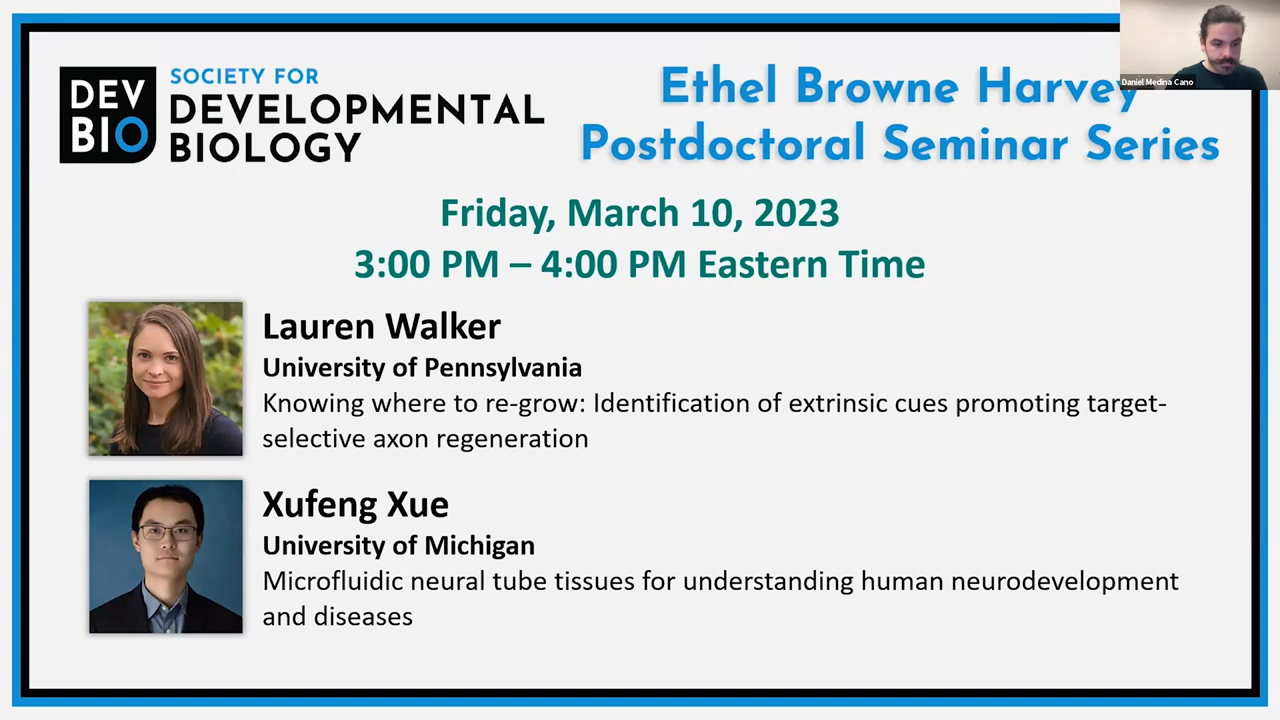 DEV
BIO
SOCIETY FOR
DEVELOPMENTAL
BIOLOGY
Ethel Browne Harvey
Postdoctoral Seminar Series
Daniel Medina Cano
Friday, March 10, 2023
3:00 PM – 4:00 PM Eastern Time
Lauren Walker
University of Pennsylvania
Knowing where to re-grow: Identification of extrinsic cues promoting target-
selective axon regeneration
Xufeng Xue
University of Michigan
Microfluidic neural tube tissues for understanding human neurodevelopment
and diseases